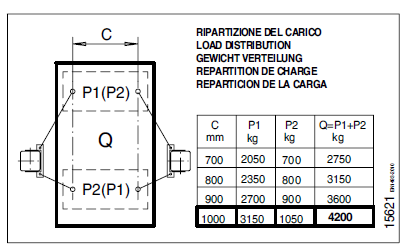 C
P1(P2)
Q
P2(P1)
RIPARTIZIONE DEL CARICO
LOAD DISTRIBUTION
GEWICHT VERTEILUNG
REPARTITION DE CHARGE
REPARTICION DE LA CARGA
C mm P1 kg P2 kg Q=P1+P2 kg
700 2050 700 2750
800 2350 800 3150
900 2700 900 3600
1000 3150 1050 4200
15621